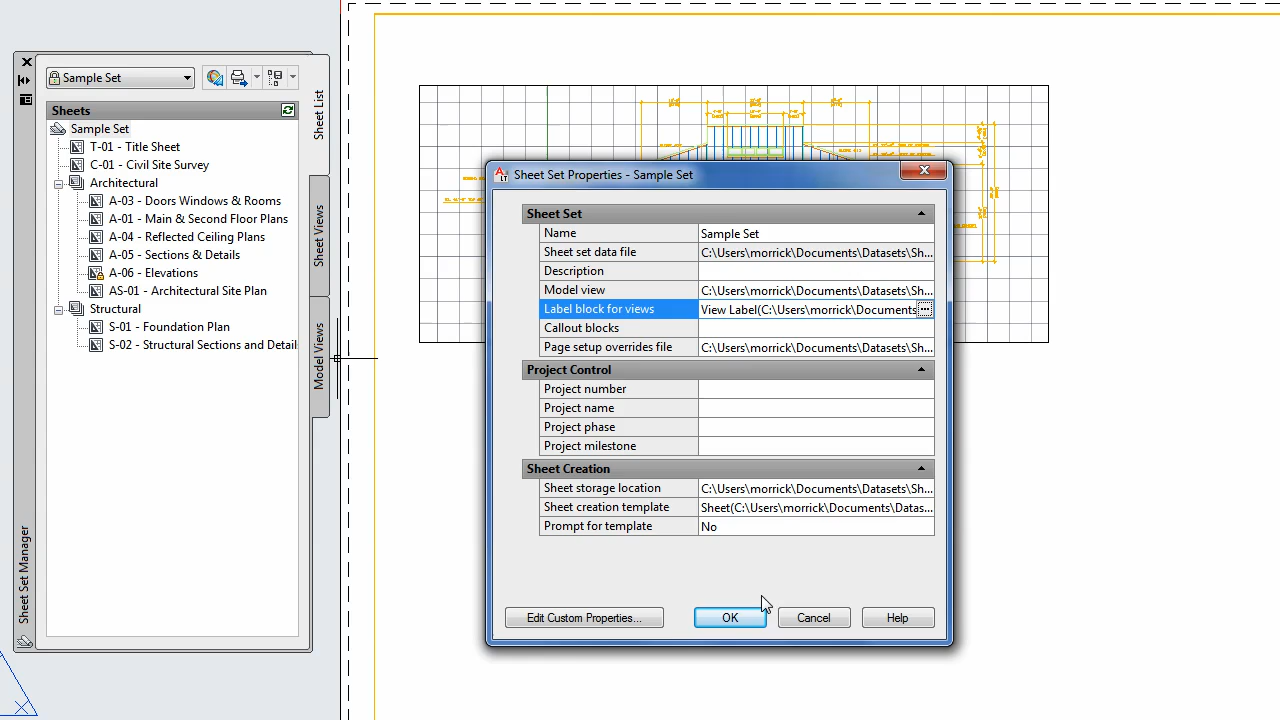 Sample Set
Sheets
Sample Set
T-01 - Title Sheet
C-01 - Civil Site Survey
Architectural
A-03 - Doors Windows & Rooms
A-01 - Main & Second Floor Plans
A-04 - Reflected Ceiling Plans
A-05 - Sections & Details
A-06 - Elevations
AS-01 - Architectural Site Plan
Structural
S-01 - Foundation Plan
S-02 - Structural Sections and Detail
Sheet List
Sheet Views
Model Views
Sheet Set Manager
Sheet Set Properties - Sample Set
Sheet Set
Name Sample Set
Sheet set data file C:\Users\morrick\Documents\Datasets\Sh...
Description
Model view C:\Users\morrick\Documents\Datasets\Sh...
Label block for views View Label(C:\Users\morrick\Documents ...
Callout blocks
Page setup overrides file C:\Users\morrick\Documents\Datasets\Sh...
Project Control
Project number
Project name
Project phase
Project milestone
Sheet Creation
Sheet storage location C:\Users\morrick\Documents\Datasets\Sh...
Sheet creation template Sheet(C:\Users\morrick\Documents\Datas...
Prompt for template No
Edit Custom Properties... OK Cancel Help